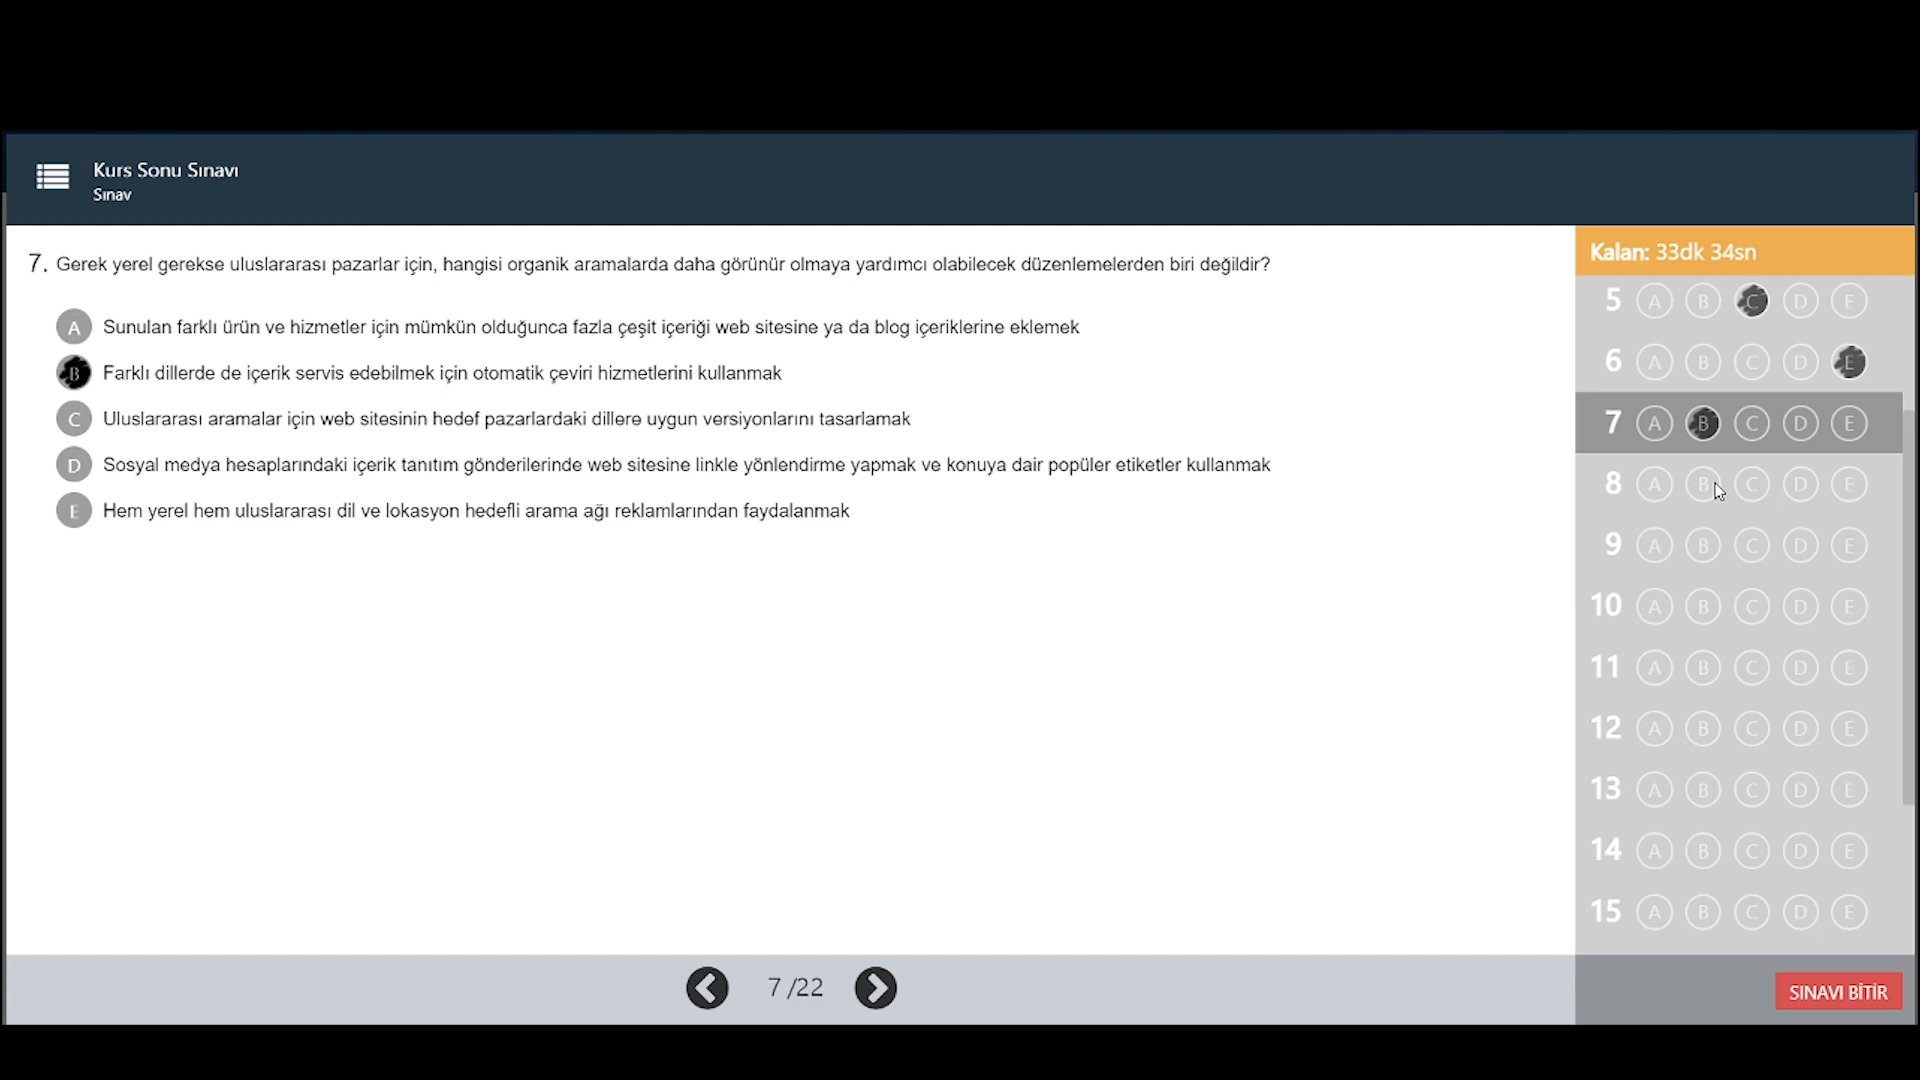 Kurs Sonu Sınavı
Sınav
7. Gerek yerel gerekse uluslararası pazarlar için, hangisi organik aramalarda daha görünür olmaya yardımcı olabilecek düzenlemelerden biri değildir?
A Sunulan farklı ürün ve hizmetler için mümkün olduğunca fazla çeşit içeriği web sitesine ya da blog içeriklerine eklemek
B Farklı dillerde de içerik servis edebilmek için otomatik çeviri hizmetlerini kullanmak
C Uluslararası aramalar için web sitesinin hedef pazarlardaki dillere uygun versiyonlarını tasarlamak
D Sosyal medya hesaplarındaki içerik tanıtım gönderilerinde web sitesine linkle yönlendirme yapmak ve konuya dair popüler etiketler kullanmak
E Hem yerel hem uluslararası dil ve lokasyon hedefli arama ağı reklamlarından faydalanmak
Kalan: 33dk 34sn
5 A B C D E
6 A B C D E
7 A B C D E
8 A B C D E
9 A B C D E
10 A B C D E
11 A B C D E
12 A B C D E
13 A B C D E
14 A B C D E
15 A B C D E
7 /22
SINAVI BİTİR